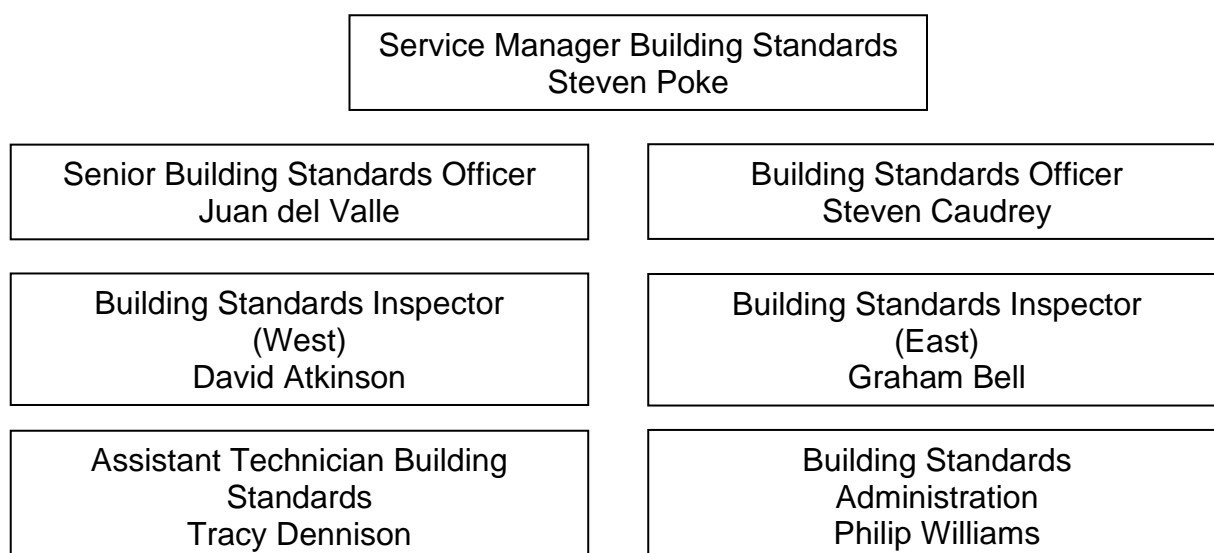 Service Manager Building Standards
Steven Poke
Senior Building Standards Officer
Juan del Valle
Building Standards Officer
Steven Caudrey
Building Standards Inspector
(West)
David Atkinson
Building Standards Inspector
(East)
Graham Bell
Assistant Technician Building
Standards
Tracy Dennison
Building Standards
Administration
Philip Williams